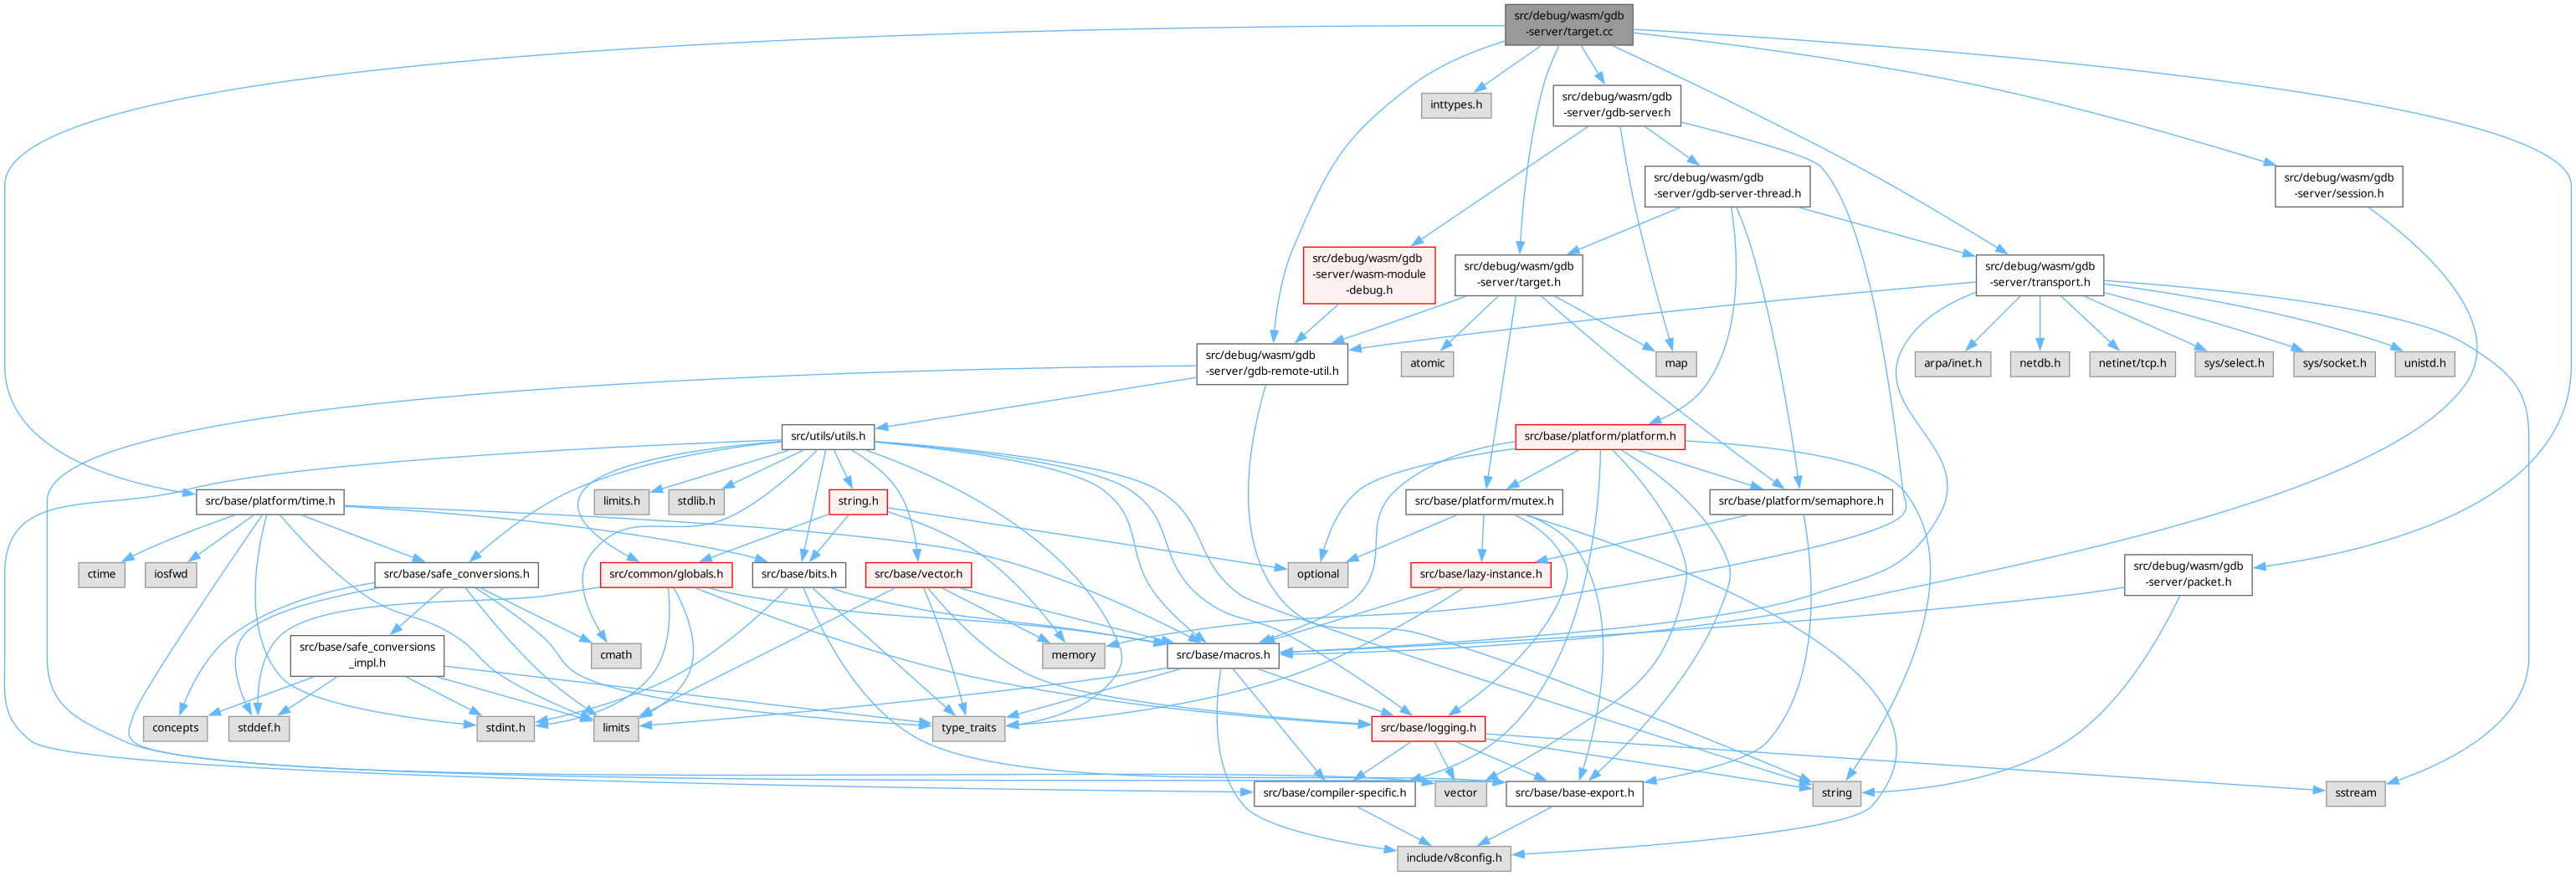 src/debug/wasm/gdb
-server/target.cc
inttypes.h
src/debug/wasm/gdb
-server/gdb-server.h
src/debug/wasm/gdb
-server/gdb-server-thread.h
src/debug/wasm/gdb
-server/session.h
src/debug/wasm/gdb
-server/wasm-module
-debug.h
src/debug/wasm/gdb
-server/target.h
src/debug/wasm/gdb
-server/transport.h
src/debug/wasm/gdb
-server/gdb-remote-util.h
atomic
map
arpa/inet.h
netdb.h
netinet/tcp.h
sys/select.h
sys/socket.h
unistd.h
src/utils/utils.h
src/base/platform/platform.h
src/base/platform/time.h
limits.h
stdlib.h
string.h
src/base/platform/mutex.h
src/base/platform/semaphore.h
ctime
iosfwd
src/base/safe_conversions.h
src/common/globals.h
src/base/bits.h
src/base/vector.h
optional
src/base/lazy-instance.h
src/debug/wasm/gdb
-server/packet.h
src/base/safe_conversions
_impl.h
cmath
memory
src/base/macros.h
concepts
stddef.h
stdint.h
limits
type_traits
src/base/logging.h
src/base/compiler-specific.h
vector
src/base/base-export.h
string
sstream
include/v8config.h